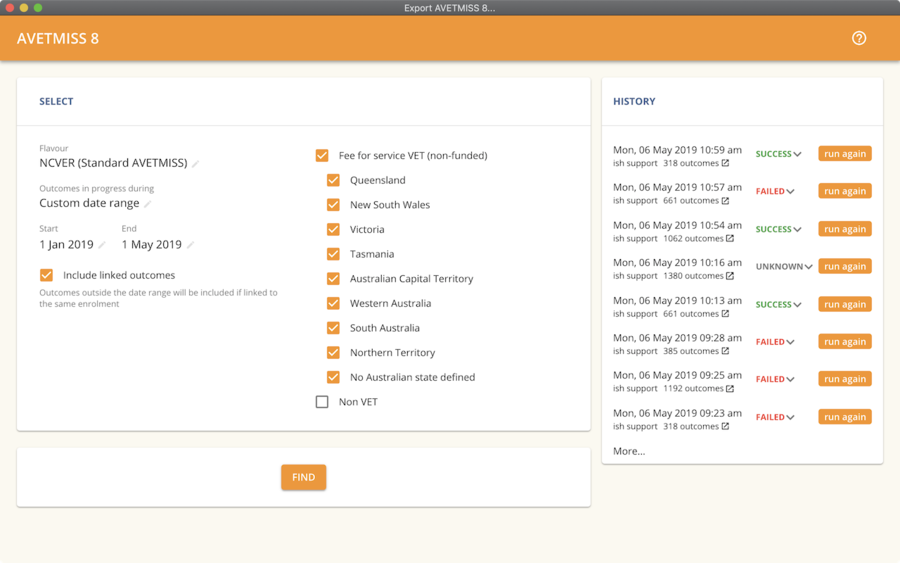 Export AVETMISS 8...
AVETMISS 8
SELECT
Flavour
NCVER (Standard AVETMISS)
Outcomes in progress during
Custom date range
Start End
1 Jan 2019 1 May 2019
Include linked outcomes
Outcomes outside the date range will be included if linked to
the same enrolment
Fee for service VET (non-funded)
Queensland
New South Wales
Victoria
Tasmania
Australian Capital Territory
Western Australia
South Australia
Northern Territory
No Australian state defined
Non VET
FIND
HISTORY
Mon, 06 May 2019 10:59 am
ish support 318 outcomes
SUCCESS
run again
Mon, 06 May 2019 10:57 am
ish support 661 outcomes
FAILED
run again
Mon, 06 May 2019 10:54 am
ish support 1062 outcomes
SUCCESS
run again
Mon, 06 May 2019 10:16 am
ish support 1380 outcomes
UNKNOWN
run again
Mon, 06 May 2019 10:13 am
ish support 661 outcomes
SUCCESS
run again
Mon, 06 May 2019 09:28 am
ish support 385 outcomes
FAILED
run again
Mon, 06 May 2019 09:25 am
ish support 1192 outcomes
FAILED
run again
Mon, 06 May 2019 09:23 am
ish support 318 outcomes
FAILED
run again
More...